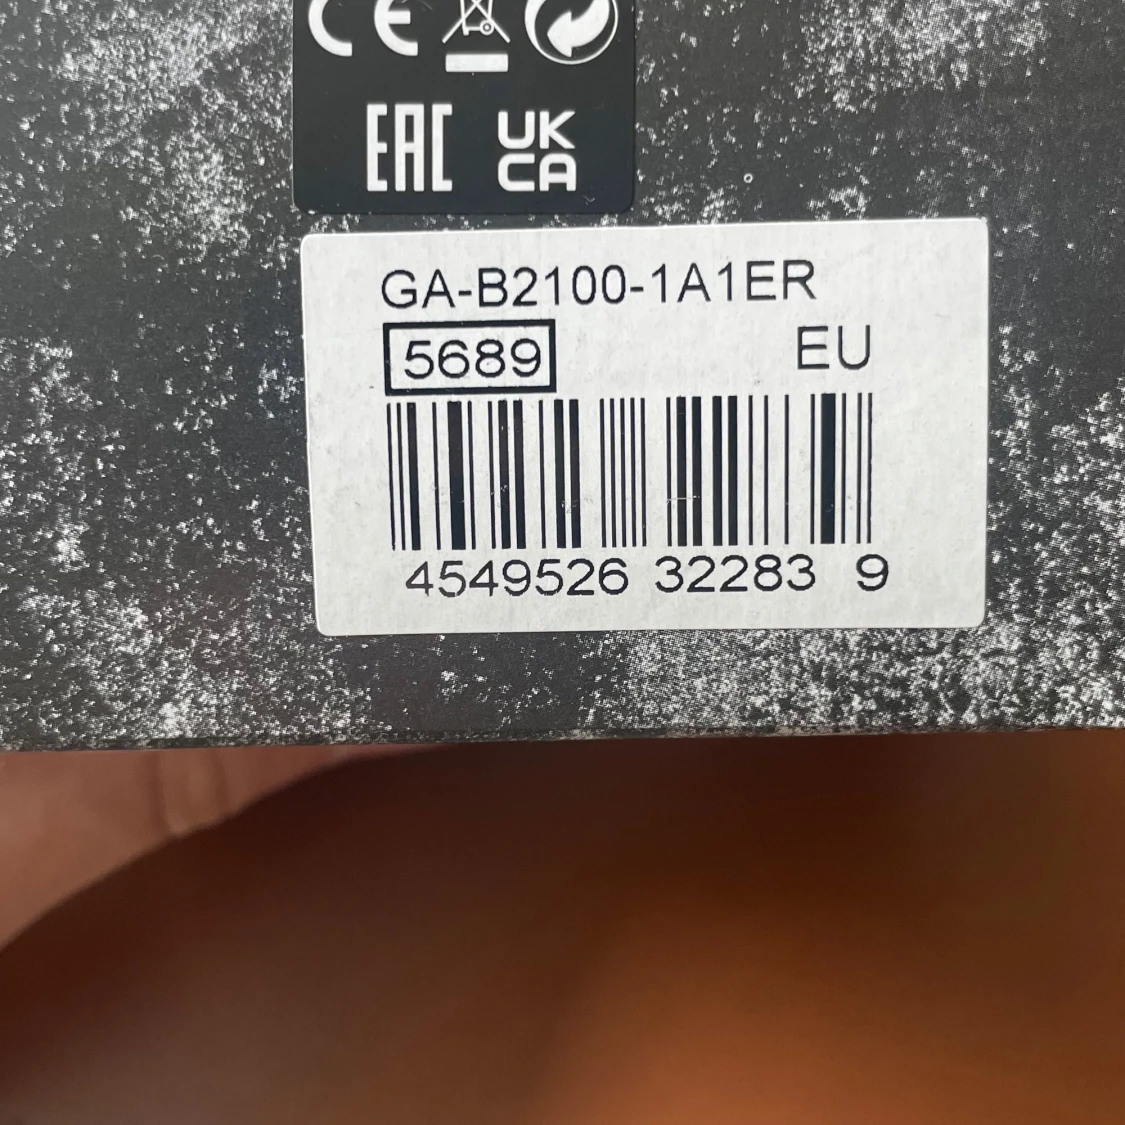 CE
EAC
UK
CA
GA-B2100-1A1ER
5689
EU
4549526 32283 9